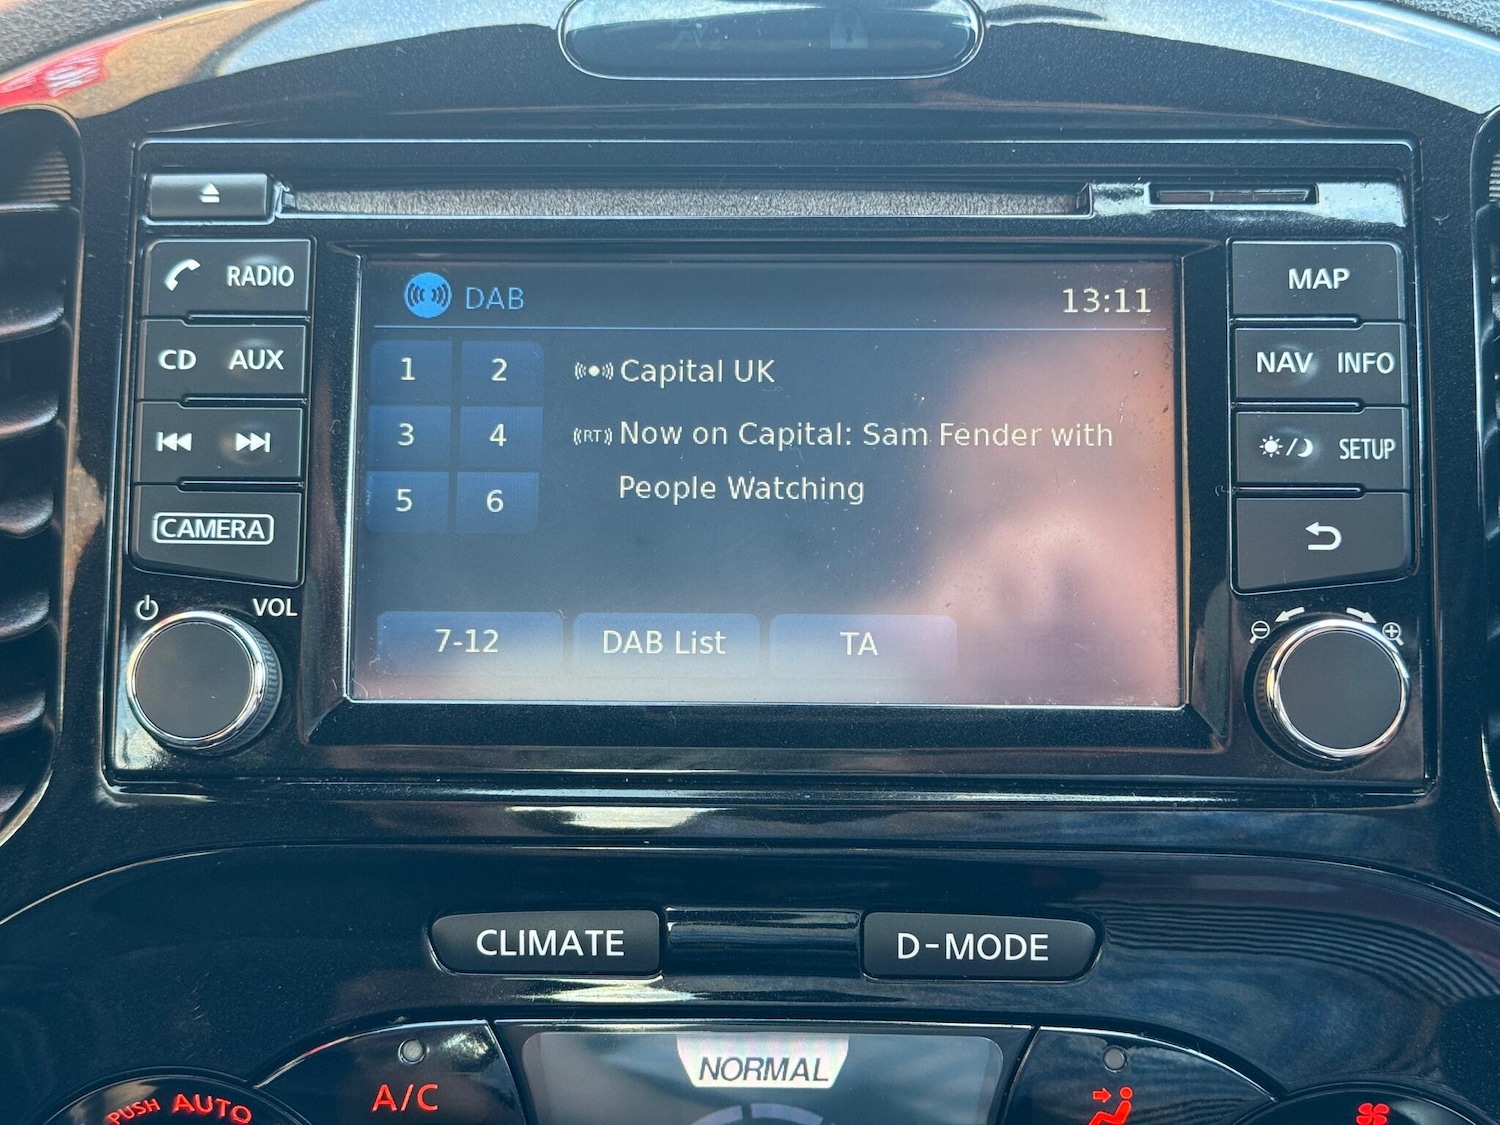 RADIO
CD AUX
CAMERA
VOL
DAB 13:11
1 2
3 4
5 6
Capital UK
(RT) Now on Capital: Sam Fender with
People Watching
7-12 DAB List TA
MAP
NAV INFO
SETUP
CLIMATE D-MODE
NORMAL
PUSH AUTO
A/C